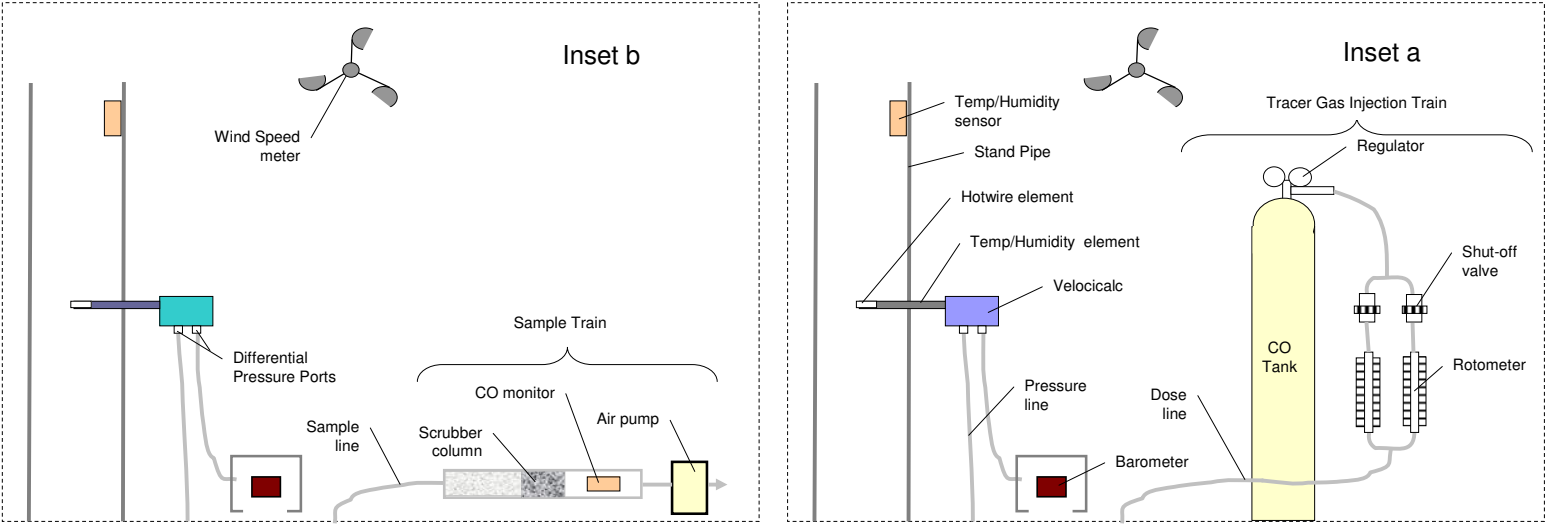 Inset b
Wind Speed
meter
Differential
Pressure Ports
Sample Train
CO monitor
Air pump
Sample
line
Scrubber
column
Inset a
Temp/Humidity
sensor
Tracer Gas Injection Train
Stand Pipe
Regulator
Hotwire element
Temp/Humidity element
Shut-off
valve
Velocicalc
CO
Tank
Rotometer
Pressure
line
Dose
line
Barometer